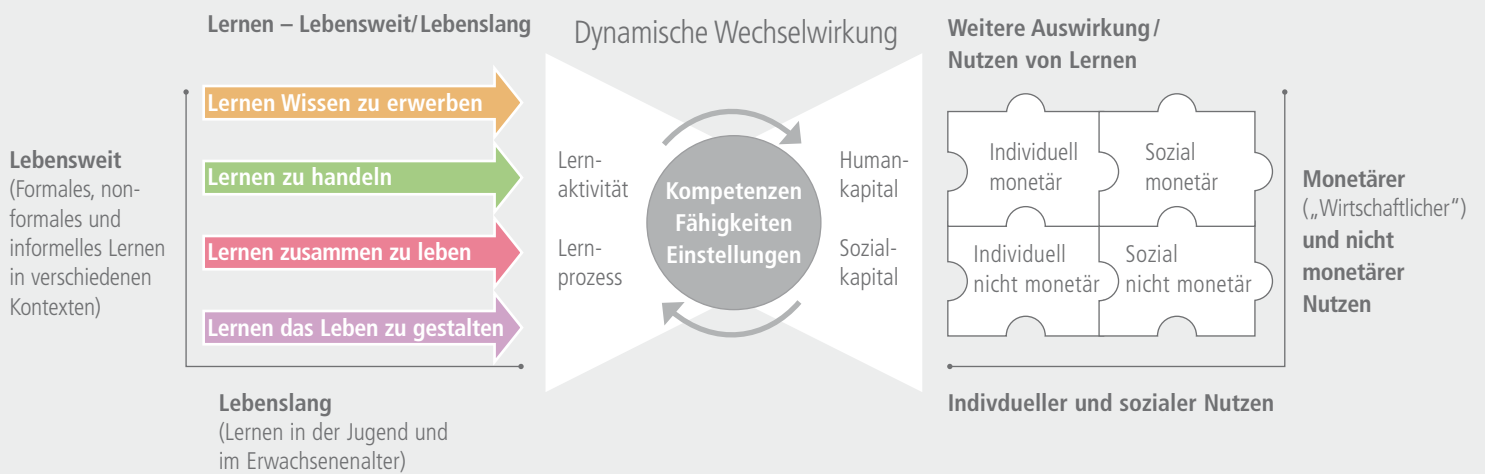 Lernen – Lebensweit/Lebenslang
Dynamische Wechselwirkung
Weitere Auswirkung/
Nutzen von Lernen
Lebensweit
(Formales, non-
formales und
informelles Lernen
in verschiedenen
Kontexten)
Lernen Wissen zu erwerben
Lernen zu handeln
Lernen zusammen zu leben
Lernen das Leben zu gestalten
Lebenslang
(Lernen in der Jugend und
im Erwachsenenalter)
Lern-
aktivität
Lern-
prozess
Kompetenzen
Fähigkeiten
Einstellungen
Human-
kapital
Sozial-
kapital
Individuell
monetär
Sozial
monetär
Individuell
nicht monetär
Sozial
nicht monetär
Monetärer
(„Wirtschaftlicher“)
und nicht
monetärer
Nutzen
Indivdueller und sozialer Nutzen